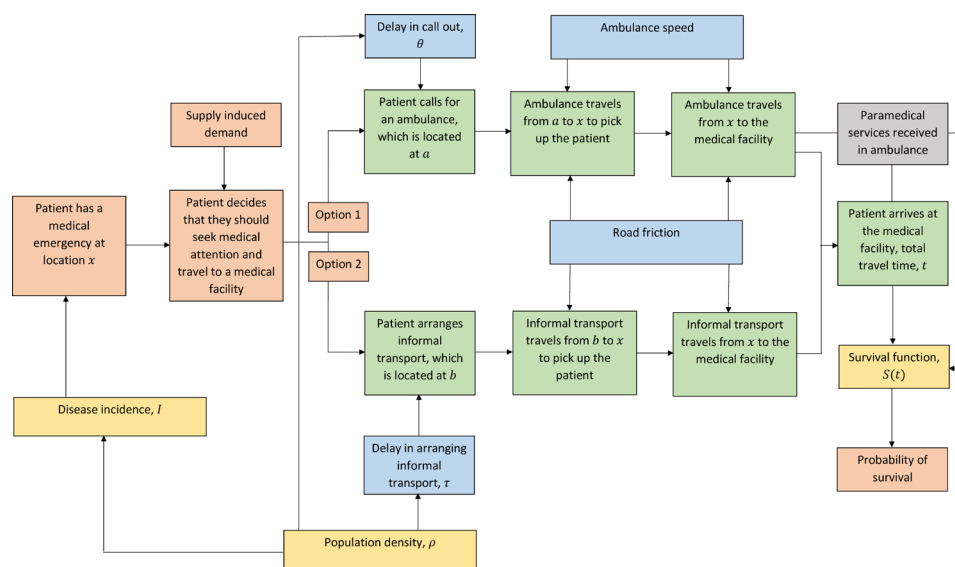 Delay in call out,
θ
Ambulance speed
Supply induced
demand
Patient calls for
an ambulance,
which is located
at a
Ambulance travels
from a to x to pick
up the patient
Ambulance travels
from x to the
medical facility
Paramedical
services received
in ambulance
Patient has a
medical
emergency at
location x
Patient decides
that they should
seek medical
attention and
travel to a medical
facility
Option 1
Option 2
Road friction
Patient arrives at
the medical
facility, total
travel time, t
Patient arranges
informal
transport, which
is located at b
Informal transport
travels from b to x
to pick up the
patient
Informal transport
travels from x to the
medical facility
Survival function,
S(t)
Disease incidence, I
Delay in arranging
informal
transport, τ
Probability of
survival
Population density, ρ